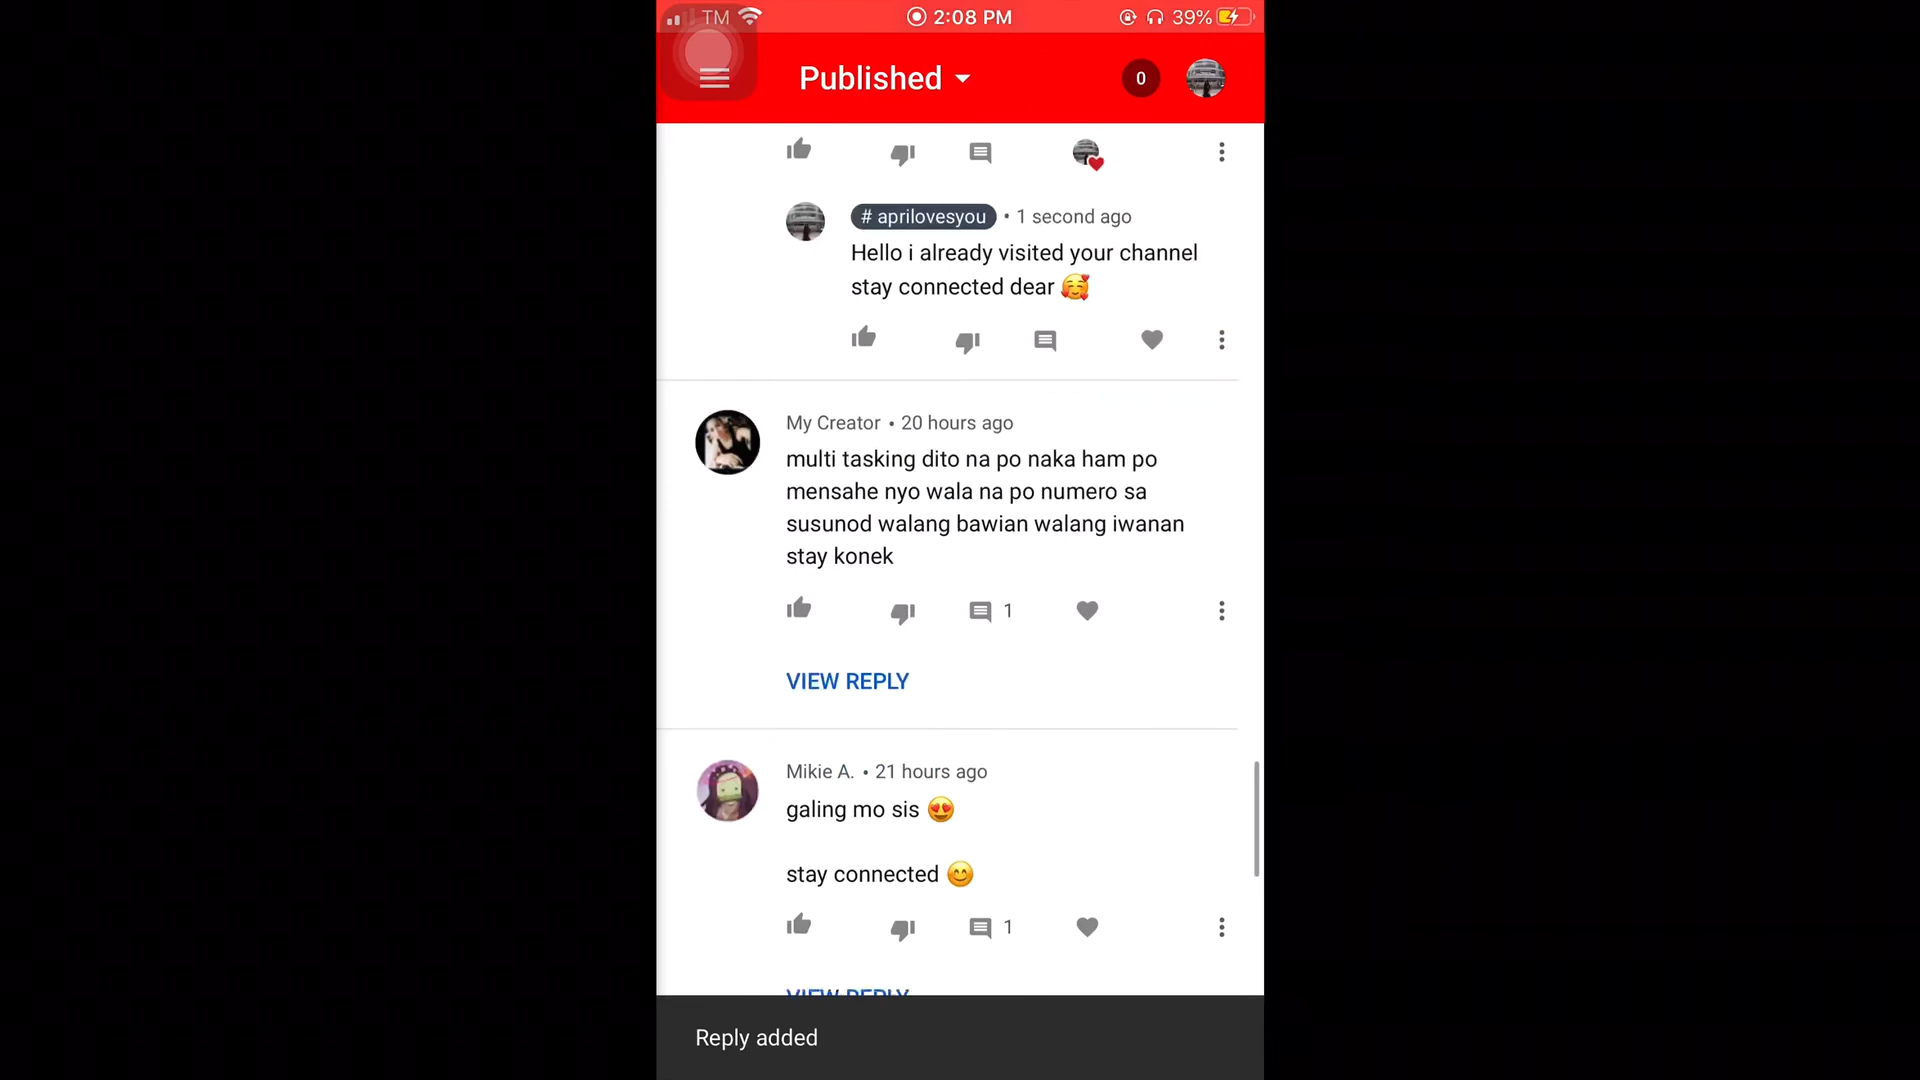 TM 2:08 PM 39%
Published 0
# aprilovesyou • 1 second ago
Hello i already visited your channel
stay connected dear 🥰
My Creator • 20 hours ago
multi tasking dito na po naka ham po
mensahe nyo wala na po numero sa
susunod walang bawian walang iwanan
stay konek
1
VIEW REPLY
Mikie A. • 21 hours ago
galing mo sis 😍
stay connected 😊
1
VIEW REPLY
Reply added